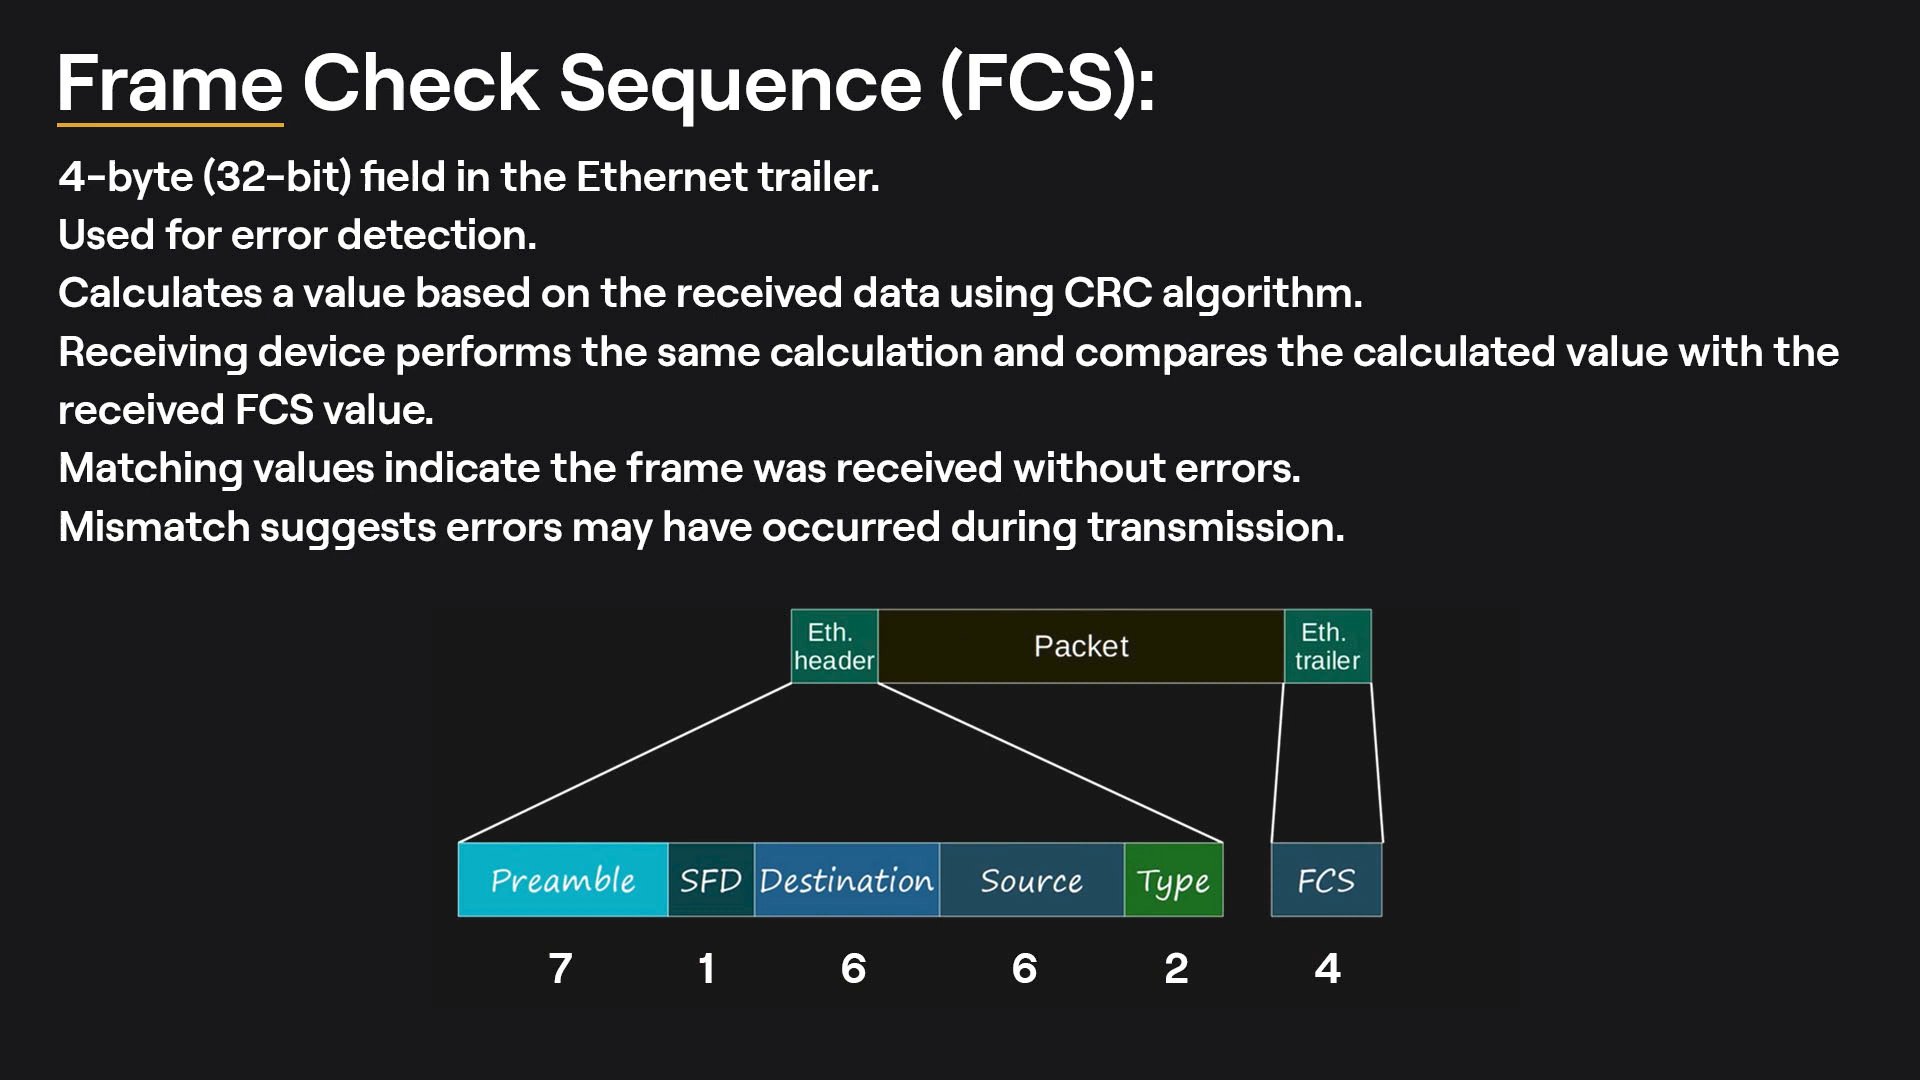 Frame Check Sequence (FCS):
4-byte (32-bit) field in the Ethernet trailer.
Used for error detection.
Calculates a value based on the received data using CRC algorithm.
Receiving device performs the same calculation and compares the calculated value with the
received FCS value.
Matching values indicate the frame was received without errors.
Mismatch suggests errors may have occurred during transmission.
Eth.
header
Packet
Eth.
trailer
Preamble SFD Destination Source Type FCS
7 1 6 6 2 4